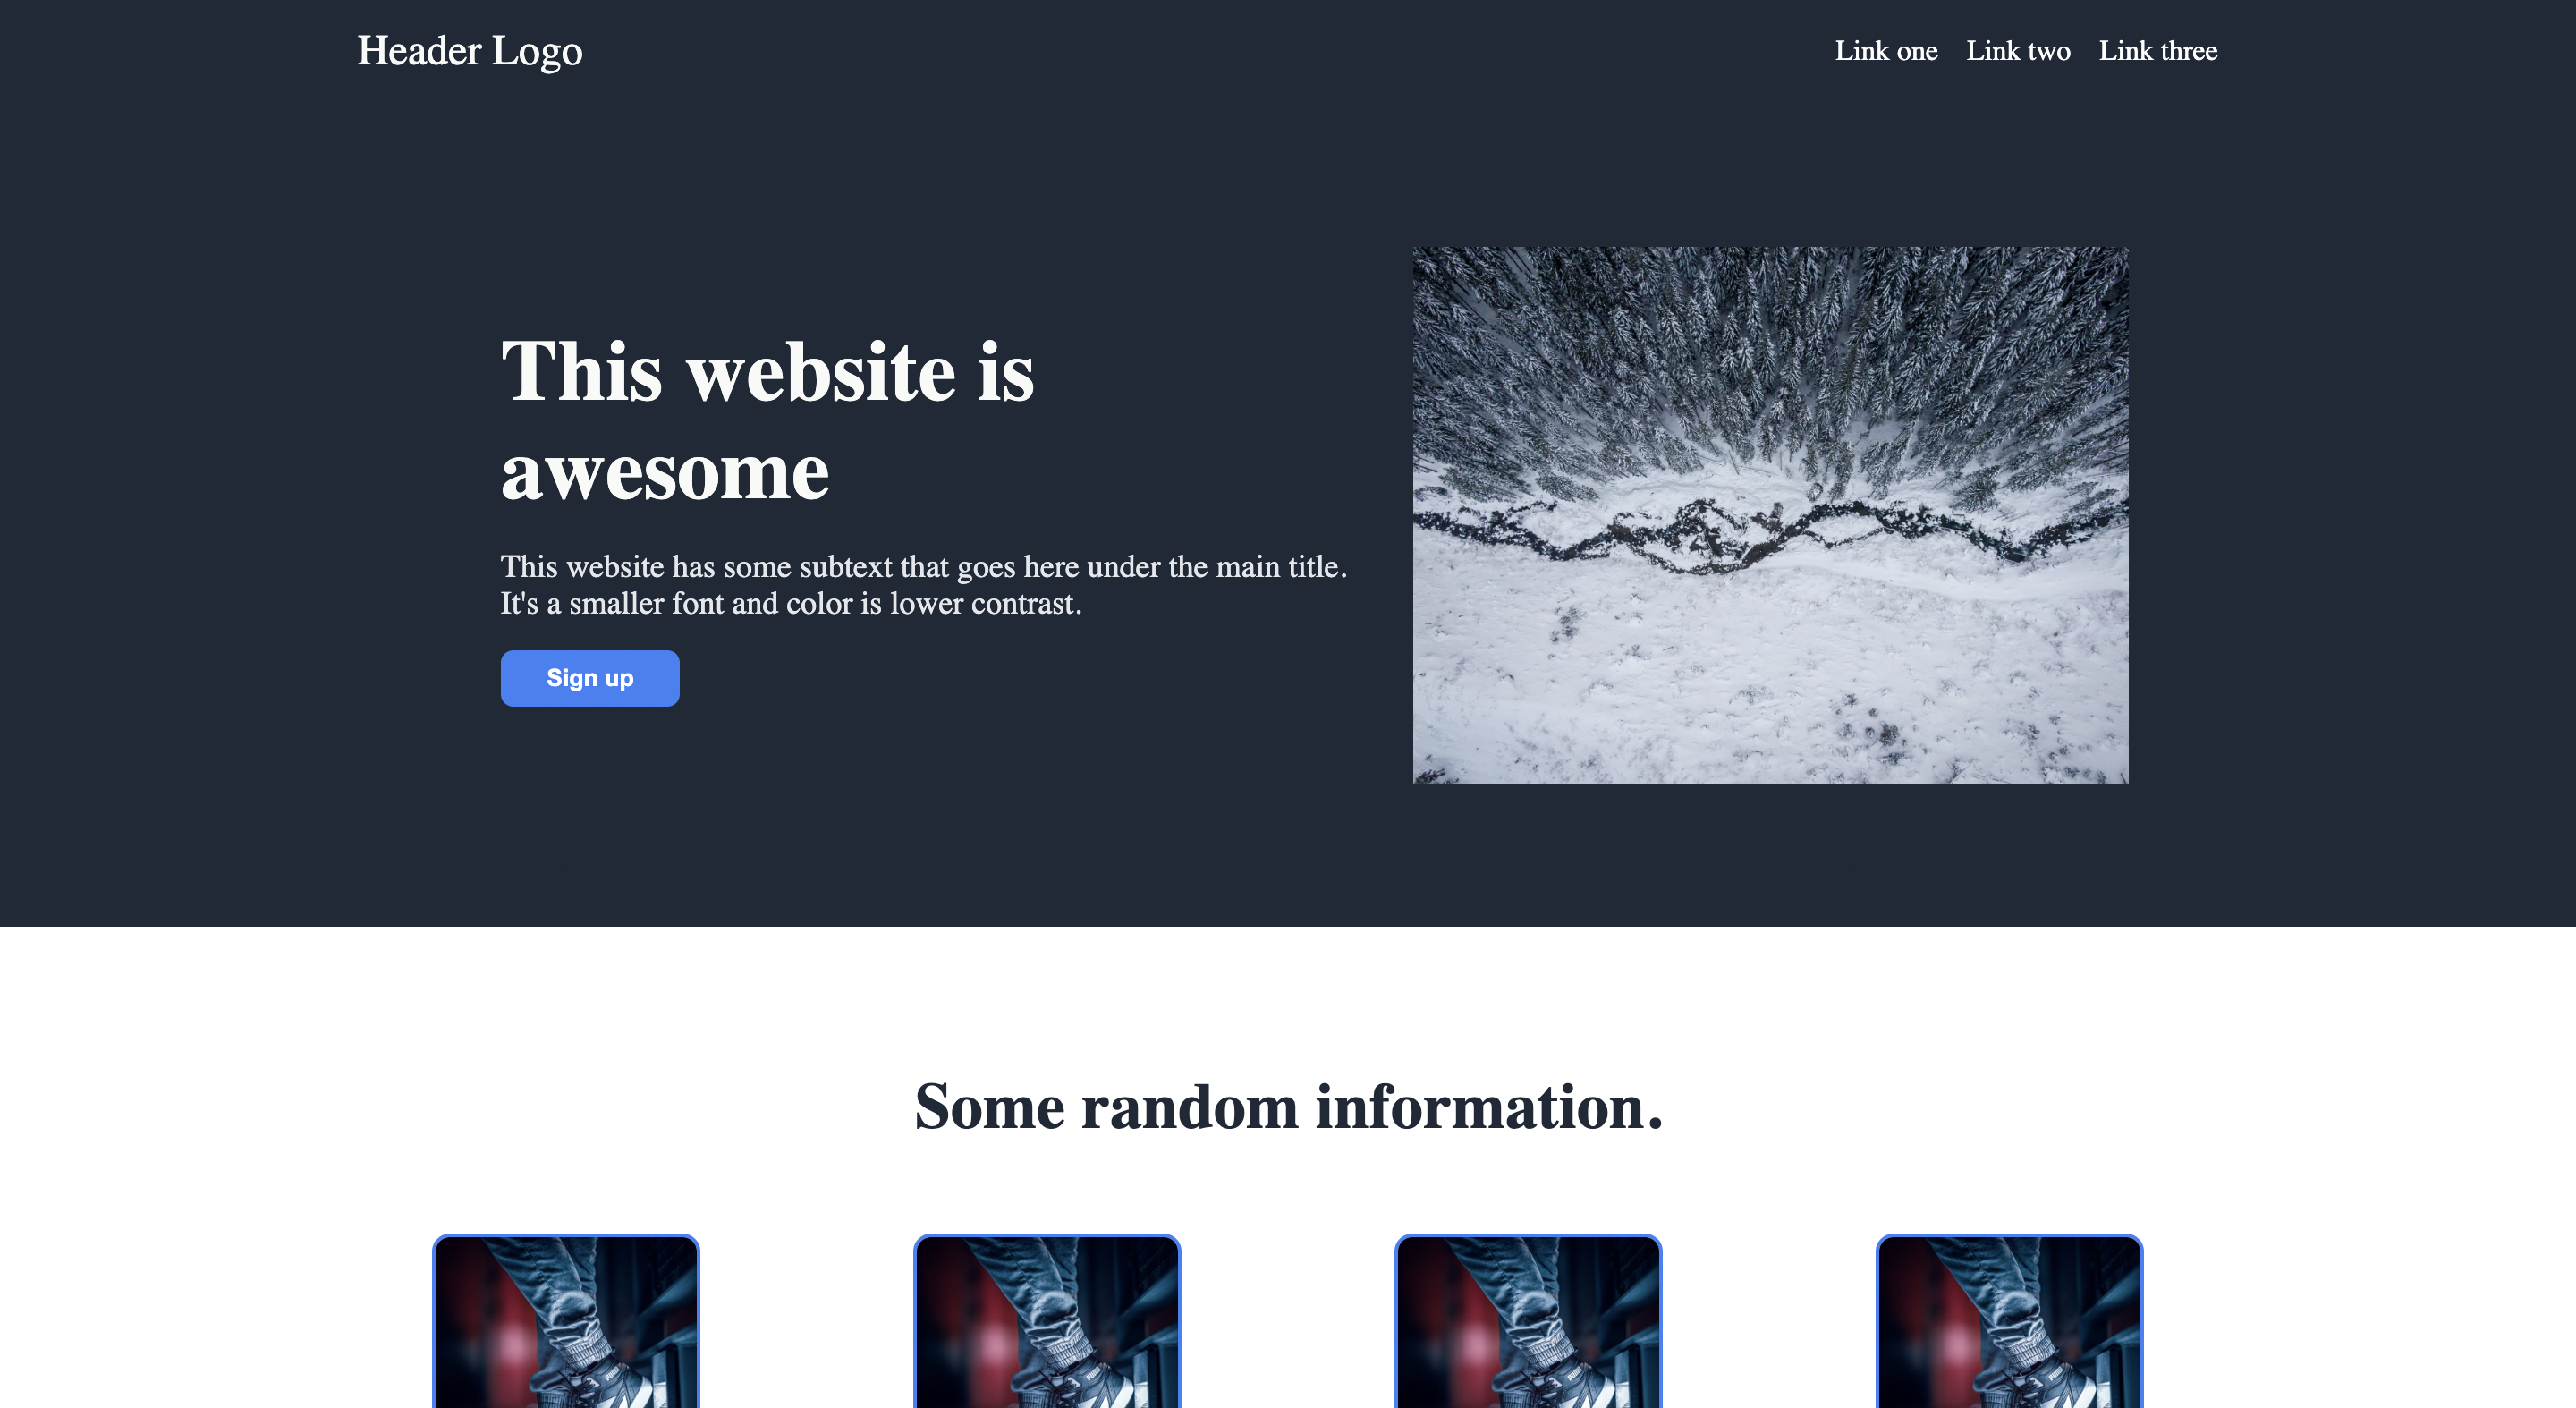 Header Logo
Link one Link two Link three
This website is
awesome
This website has some subtext that goes here under the main title.
It's a smaller font and color is lower contrast.
Sign up
Some random information.